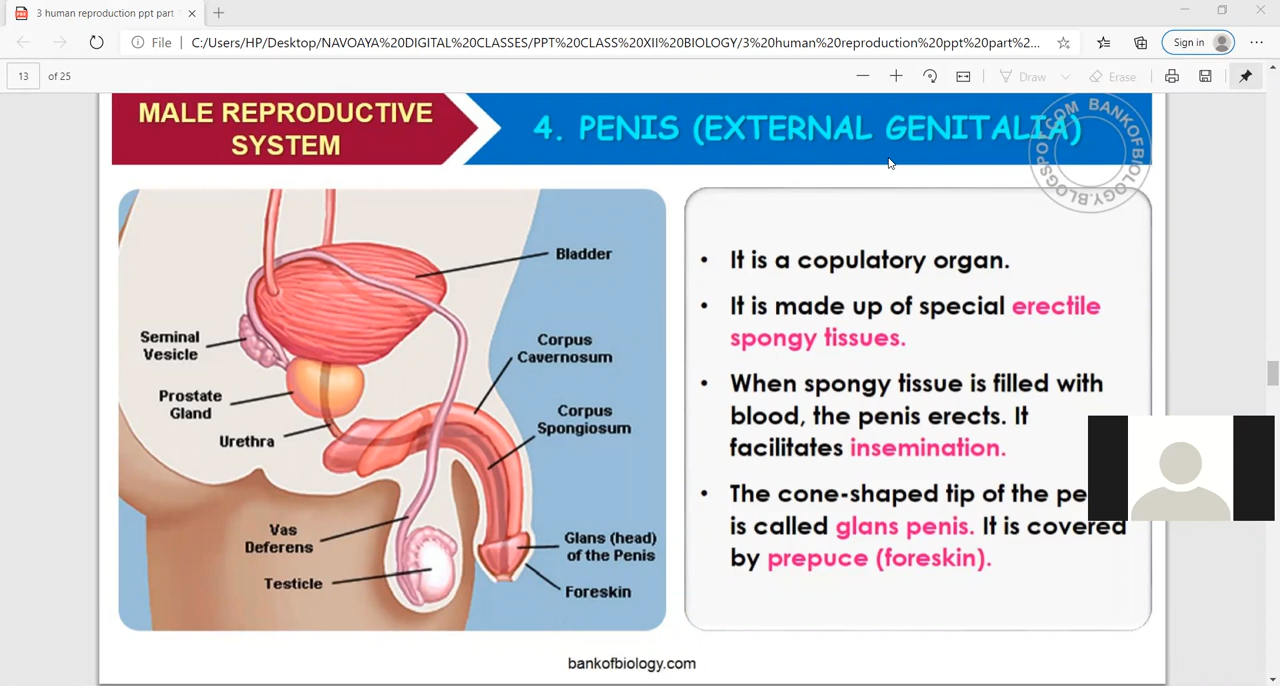 3 human reproduction ppt part
File
C:/Users/HP/Desktop/NAVOAYA%20DIGITAL%20CLASSES/PPT%20CLASS%20XII%20BIOLOGY/3%20human%20reproduction%20ppt%20part%2...
Sign in
13 of 25
Draw
Erase
MALE REPRODUCTIVE
SYSTEM
4. PENIS (EXTERNAL GENITALIA)
BANKOFBIOLOGY.BLOGSPOT.COM
Bladder
Seminal
Vesicle
Corpus
Cavernosum
Prostate
Gland
Corpus
Spongiosum
Urethra
Vas
Deferens
Glans (head)
of the Penis
Testicle
Foreskin
• It is a copulatory organ.
• It is made up of special erectile
spongy tissues.
• When spongy tissue is filled with
blood, the penis erects. It
facilitates insemination.
• The cone-shaped tip of the pe
is called glans penis. It is covered
by prepuce (foreskin).
bankofbiology.com